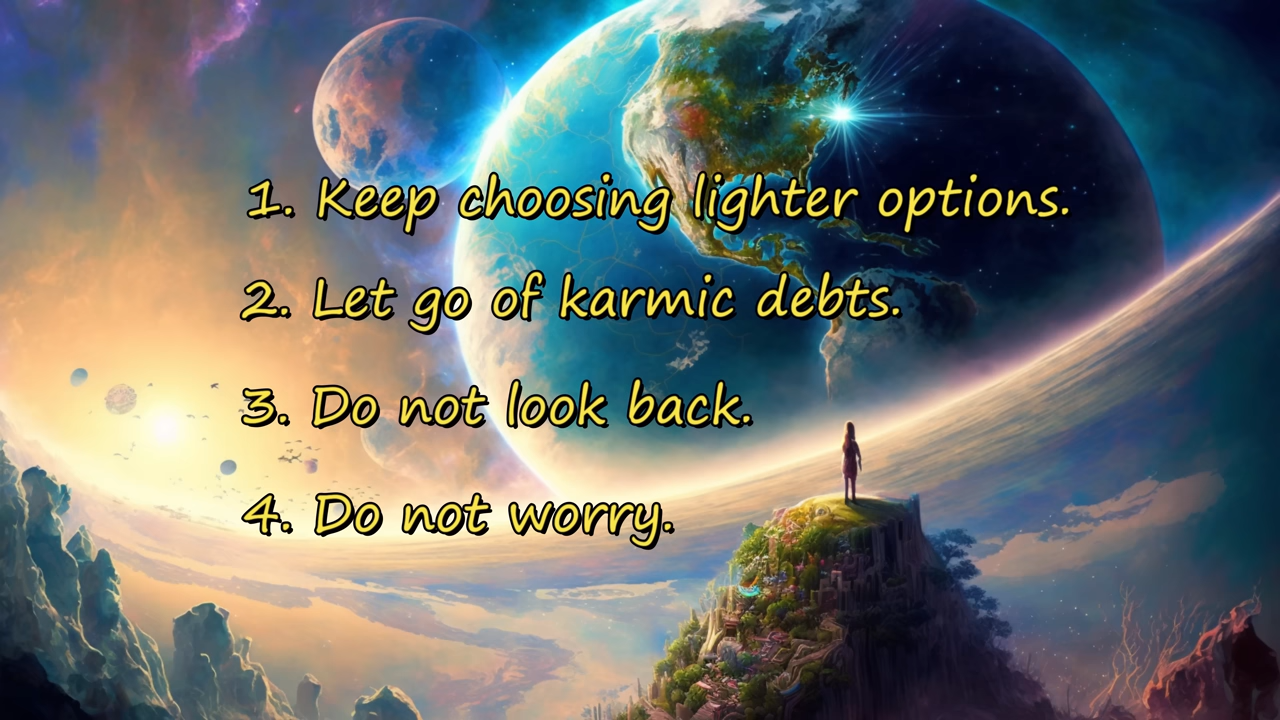 1. Keep choosing lighter options.
2. Let go of karmic debts.
3. Do not look back.
4. Do not worry.